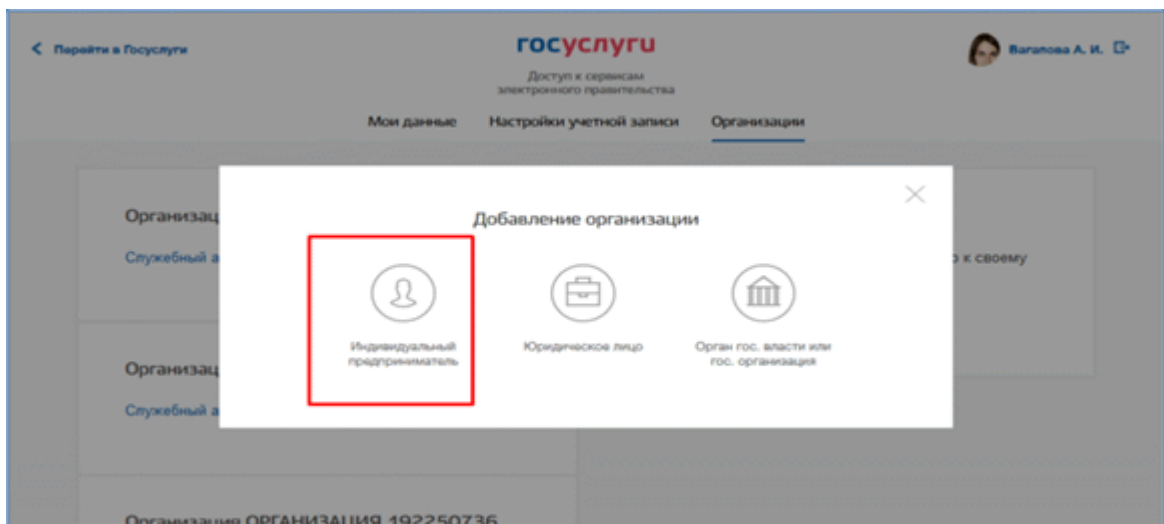 Перейти в Госуслуги
госуслуги
Вагапова А. И.
Доступ к сервисам
электронного правительства
Мои данные Настройки учетной записи Организации
Добавление организации
Организац
Служебный а
о к своему
Индивидуальный
предприниматель
Юридическое лицо
Орган гос. власти или
гос. организация
Организац
Служебный а
Организация ОРГАНИЗАЦИЯ 192250736